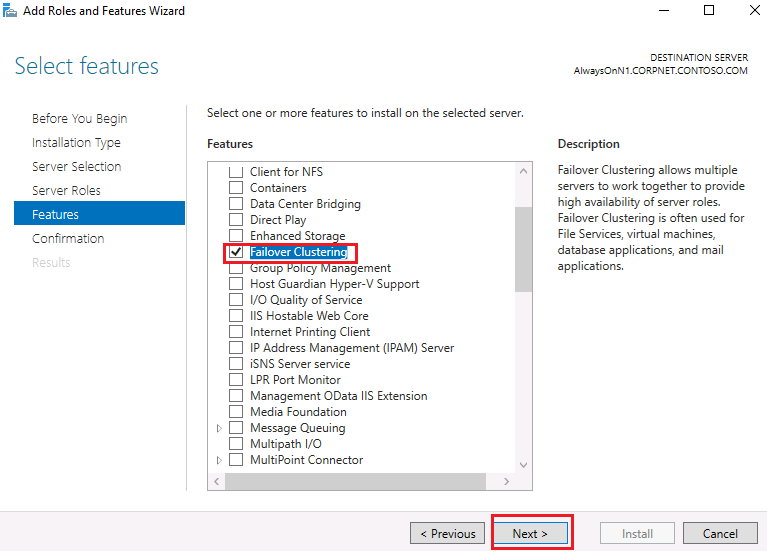 Add Roles and Features Wizard
Select features
DESTINATION SERVER
AlwaysOnN1.CORPNET.CONTOSO.COM
Before You Begin
Installation Type
Server Selection
Server Roles
Features
Confirmation
Results
Select one or more features to install on the selected server.
Features
Client for NFS
Containers
Data Center Bridging
Direct Play
Enhanced Storage
Failover Clustering
Group Policy Management
Host Guardian Hyper-V Support
I/O Quality of Service
IIS Hostable Web Core
Internet Printing Client
IP Address Management (IPAM) Server
iSNS Server service
LPR Port Monitor
Management OData IIS Extension
Media Foundation
Message Queuing
Multipath I/O
MultiPoint Connector
Description
Failover Clustering allows multiple
servers to work together to provide
high availability of server roles.
Failover Clustering is often used for
File Services, virtual machines,
database applications, and mail
applications.
< Previous
Next >
Install
Cancel